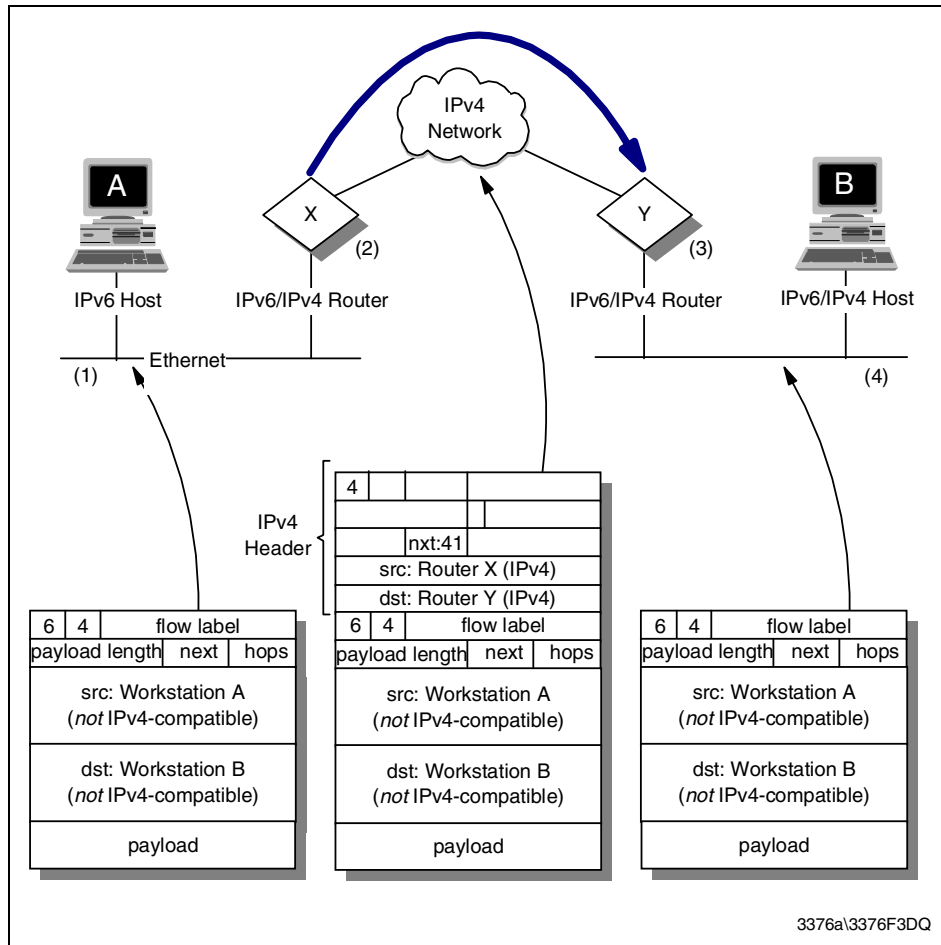 IPv4
Network
A
B
X
Y
(2)
(3)
IPv6 Host
IPv6/IPv4 Router
IPv6/IPv4 Router
IPv6/IPv4 Host
Ethernet
(1)
(4)
IPv4
Header
4
nxt:41
src: Router X (IPv4)
dst: Router Y (IPv4)
6 4 flow label
payload length next hops
src: Workstation A
(not IPv4-compatible)
dst: Workstation B
(not IPv4-compatible)
payload
6 4 flow label
payload length next hops
src: Workstation A
(not IPv4-compatible)
dst: Workstation B
(not IPv4-compatible)
payload
6 4 flow label
payload length next hops
src: Workstation A
(not IPv4-compatible)
dst: Workstation B
(not IPv4-compatible)
payload
3376a\3376F3DQ